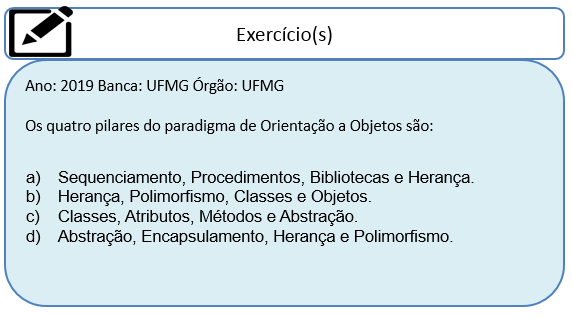 Exercício(s)
Ano: 2019 Banca: UFMG Órgão: UFMG
Os quatro pilares do paradigma de Orientação a Objetos são:
a) Sequenciamento, Procedimentos, Bibliotecas e Herança.
b) Herança, Polimorfismo, Classes e Objetos.
c) Classes, Atributos, Métodos e Abstração.
d) Abstração, Encapsulamento, Herança e Polimorfismo.